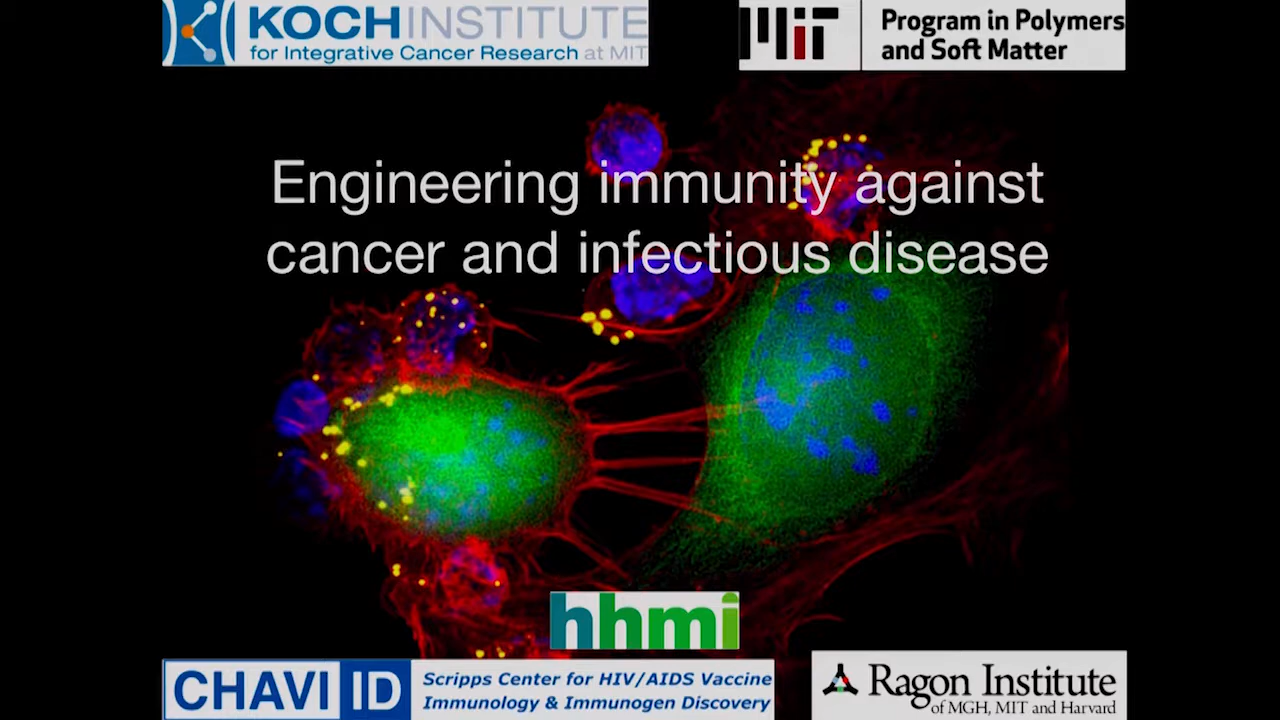 KOCH INSTITUTE
for Integrative Cancer Research at MIT
MIT
Program in Polymers
and Soft Matter
Engineering immunity against
cancer and infectious disease
hhmi
CHAVI ID
Scripps Center for HIV/AIDS Vaccine
Immunology & Immunogen Discovery
Ragon Institute
of MGH, MIT and Harvard